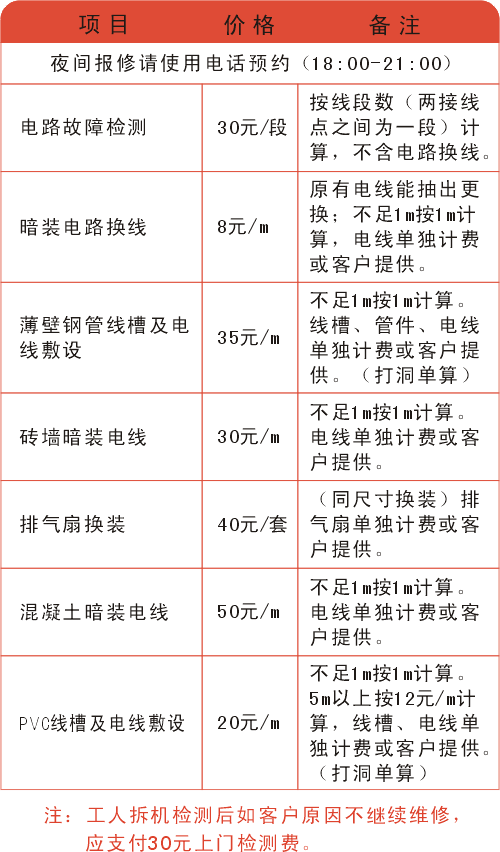 项目 价格 备注
夜间报修请使用电话预约（18:00-21:00）
电路故障检测 30元/段 按线段数（两接线
点之间为一段）计
算，不含电路换线。
暗装电路换线 8元/m 原有电线能抽出更
换；不足1m按1m计
算，电线单独计费
或客户提供。
薄壁钢管线槽及电
线敷设 35元/m 不足1m按1m计算。
线槽、管件、电线
单独计费或客户提
供。（打洞单算）
砖墙暗装电线 30元/m 不足1m按1m计算。
电线单独计费或客
户提供。
排气扇换装 40元/套 （同尺寸换装）排
气扇单独计费或客
户提供。
混凝土暗装电线 50元/m 不足1m按1m计算。
电线单独计费或客
户提供。
PVC线槽及电线敷设 20元/m 不足1m按1m计算。
5m以上按12元/m计
算，线槽、电线单
独计费或客户提供。
（打洞单算）
注：工人拆机检测后如客户原因不继续维修，
应支付30元上门检测费。